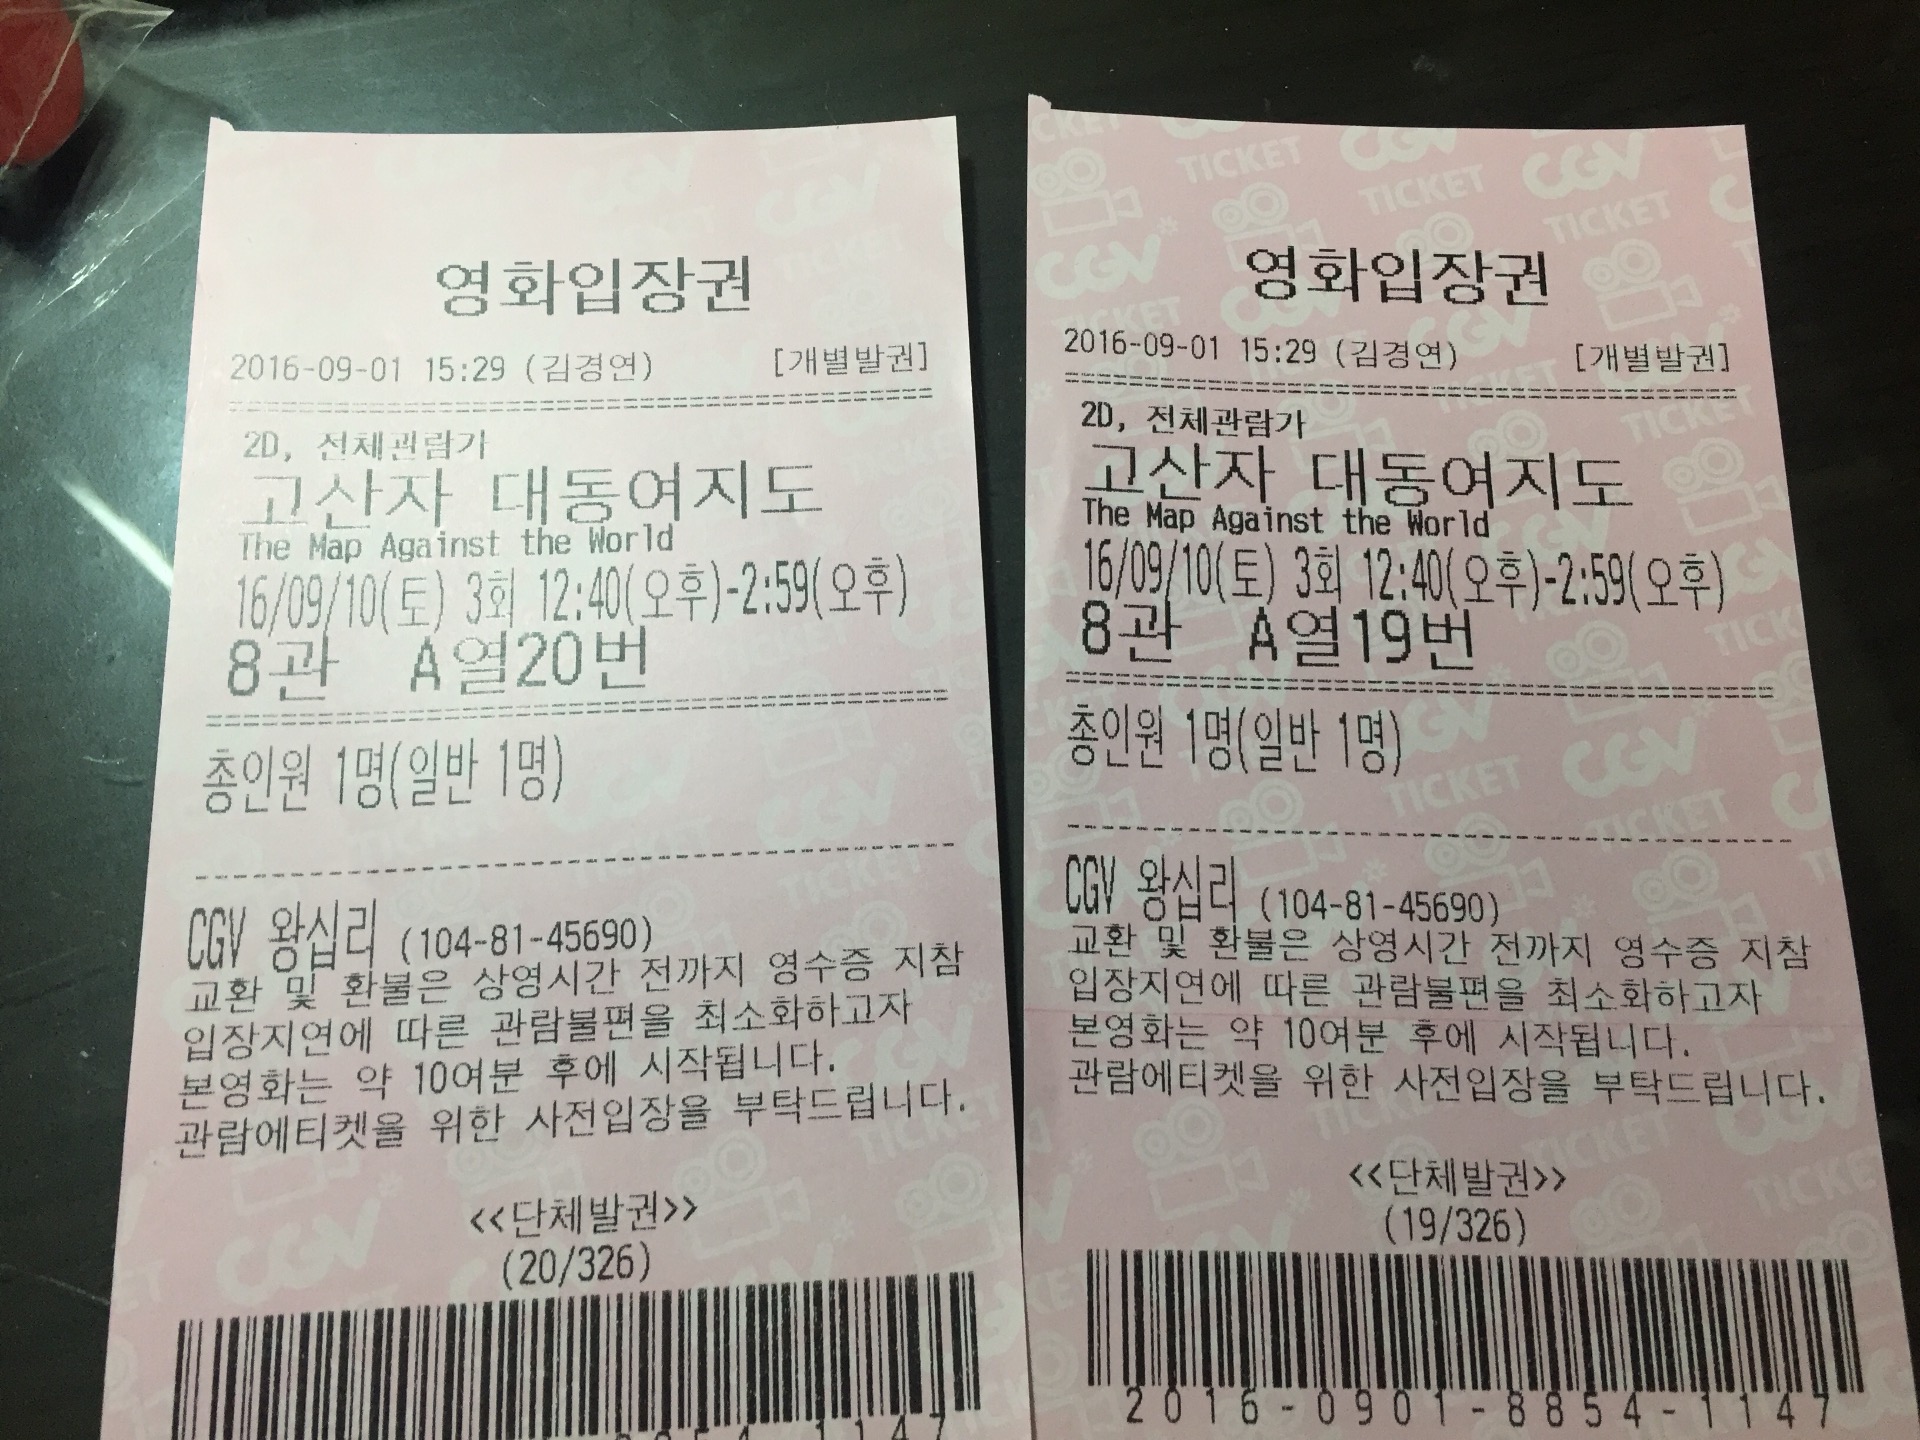 영화입장권
2016-09-01 15:29 (김경연) [개별발권]
2D, 전체관람가
고산자 대동여지도
The Map Against the World
16/09/10(토) 3회 12:40(오후)-2:59(오후)
8관 A열20번
총인원 1명(일반 1명)
CGV 왕십리 (104-81-45690)
교환 및 환불은 상영시간 전까지 영수증 지참
입장지연에 따른 관람불편을 최소화하고자
본영화는 약 10여분 후에 시작됩니다.
관람에티켓을 위한 사전입장을 부탁드립니다.
<<단체발권>>
(20/326)
영화입장권
2016-09-01 15:29 (김경연) [개별발권]
2D, 전체관람가
고산자 대동여지도
The Map Against the World
16/09/10(토) 3회 12:40(오후)-2:59(오후)
8관 A열19번
총인원 1명(일반 1명)
CGV 왕십리 (104-81-45690)
교환 및 환불은 상영시간 전까지 영수증 지참
입장지연에 따른 관람불편을 최소화하고자
본영화는 약 10여분 후에 시작됩니다.
관람에티켓을 위한 사전입장을 부탁드립니다.
<<단체발권>>
(19/326)
2016-0901-8854-1147